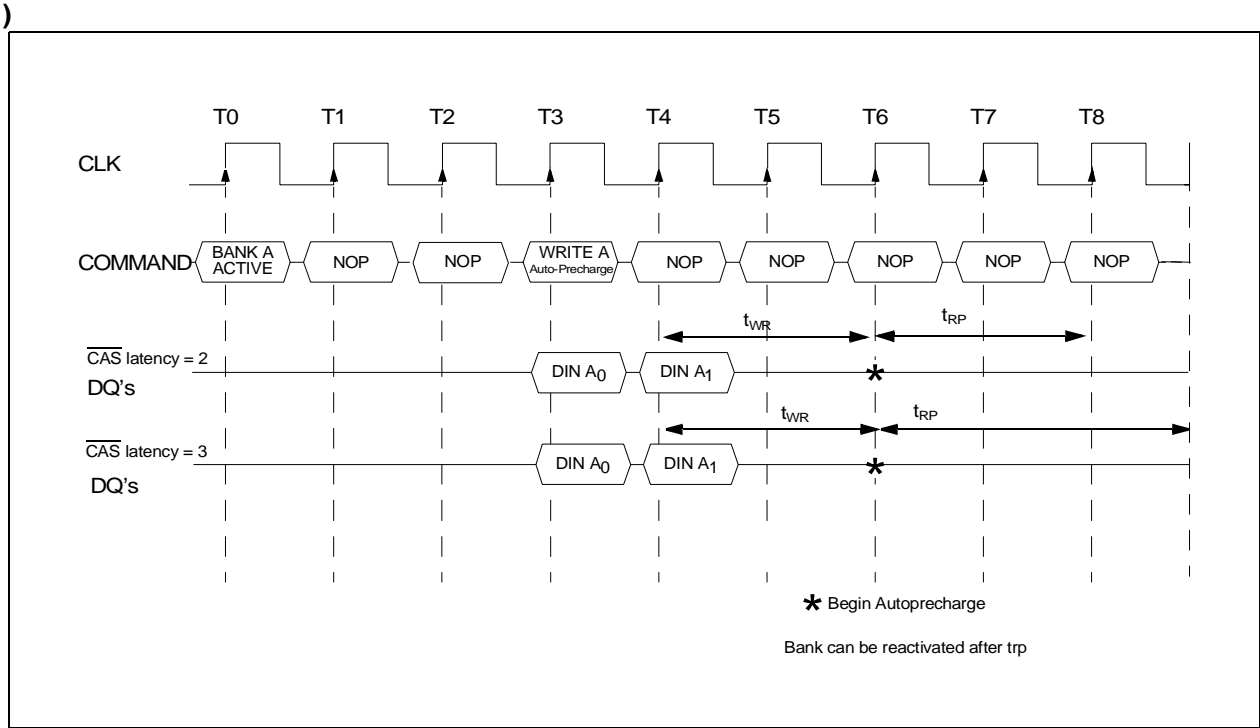 )
T0 T1 T2 T3 T4 T5 T6 T7 T8
CLK
COMMAND
BANK A
ACTIVE
NOP
NOP
WRITE A
Auto-Precharge
NOP
NOP
NOP
NOP
NOP
tWR tRP
CAS latency = 2
DQ's
DIN A0 DIN A1
*
tWR tRP
CAS latency = 3
DQ's
DIN A0 DIN A1
*
* Begin Autoprecharge
Bank can be reactivated after trp